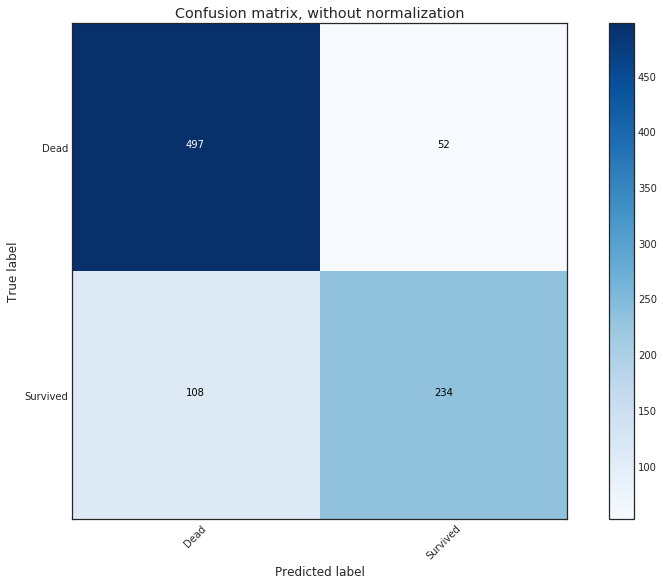 Confusion matrix, without normalization
True label
Dead
Survived
497
52
108
234
Dead
Survived
Predicted label
450
400
350
300
250
200
150
100